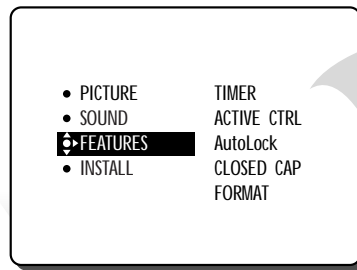 PICTURE
SOUND
FEATURES
INSTALL
TIMER
ACTIVE CTRL
AutoLock
CLOSED CAP
FORMAT